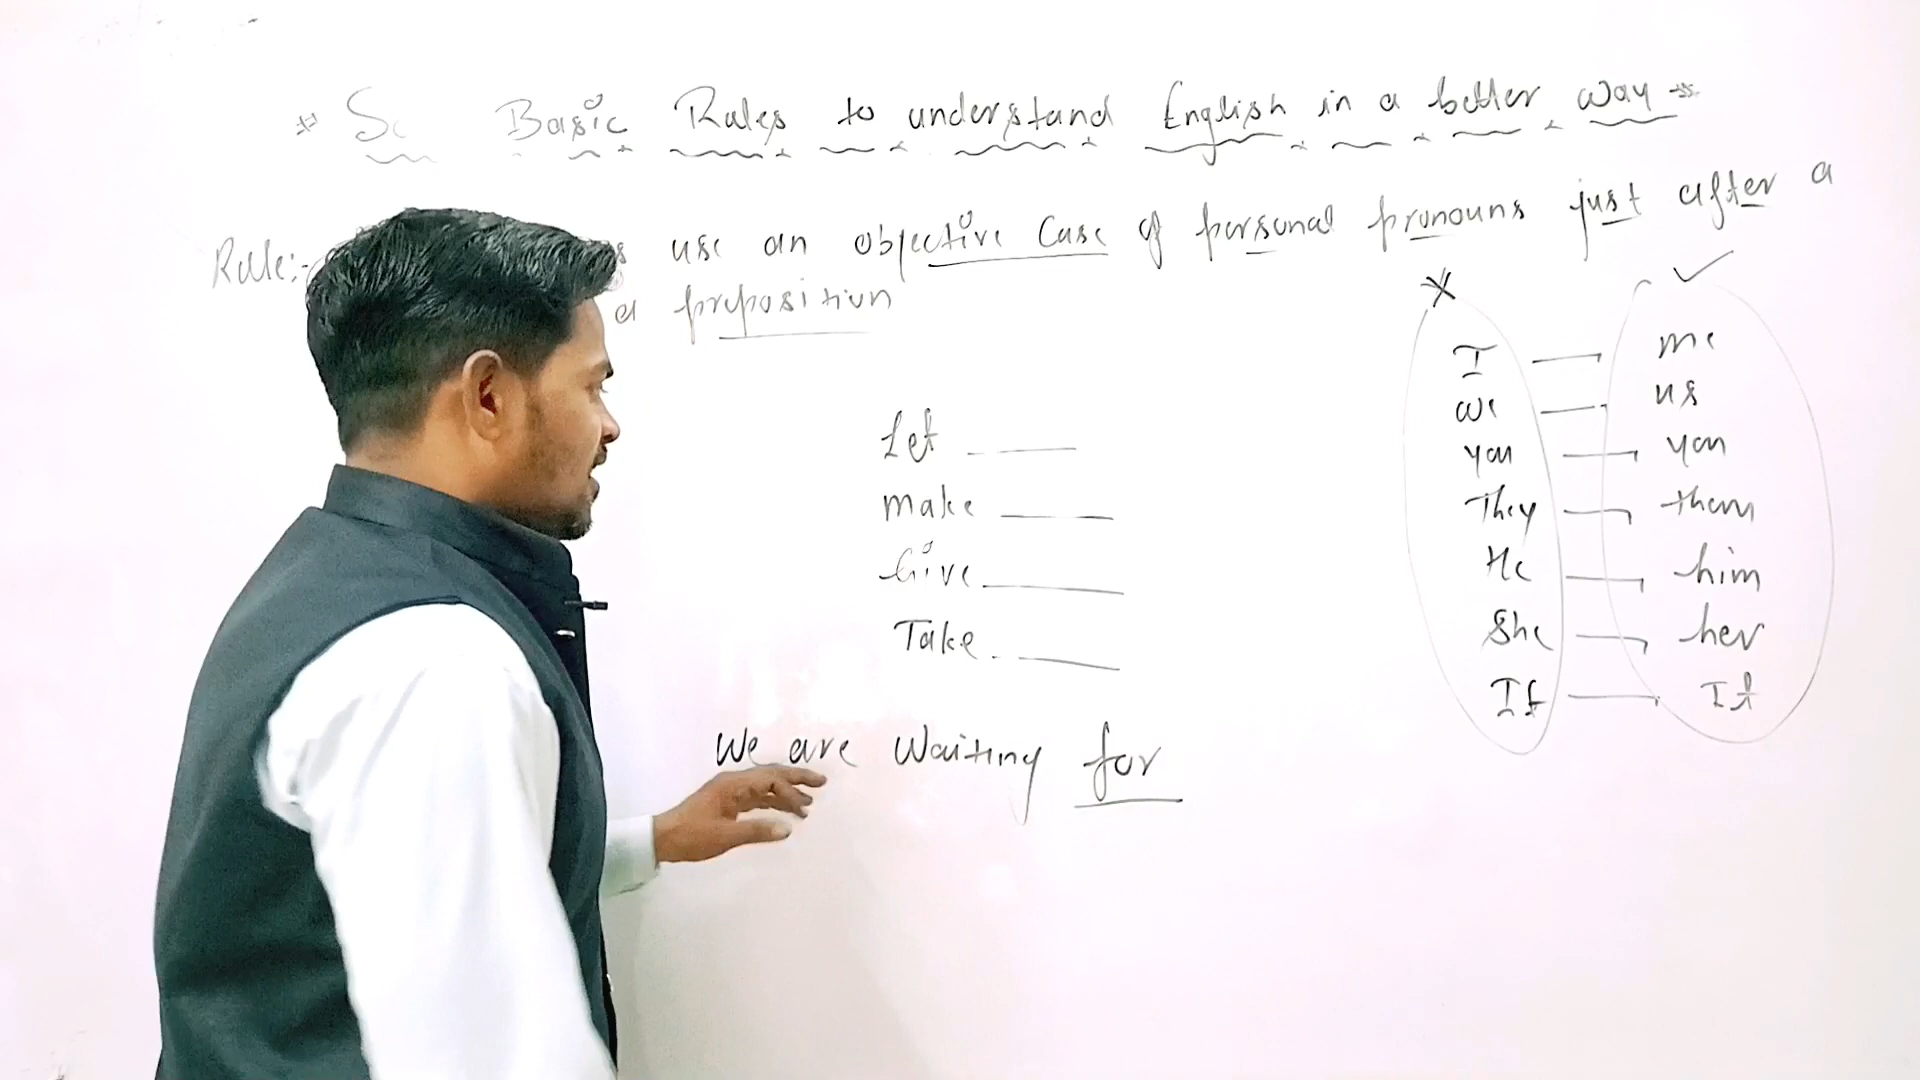 Basic Rules to understand English in a better way
Rule:- use an objective Case of personal pronouns just after a
a preposition
Let ____
make ____
Give ____
Take ____
We are Waiting for
I — me
we — us
you — you
They — them
He — him
She — her
It — It